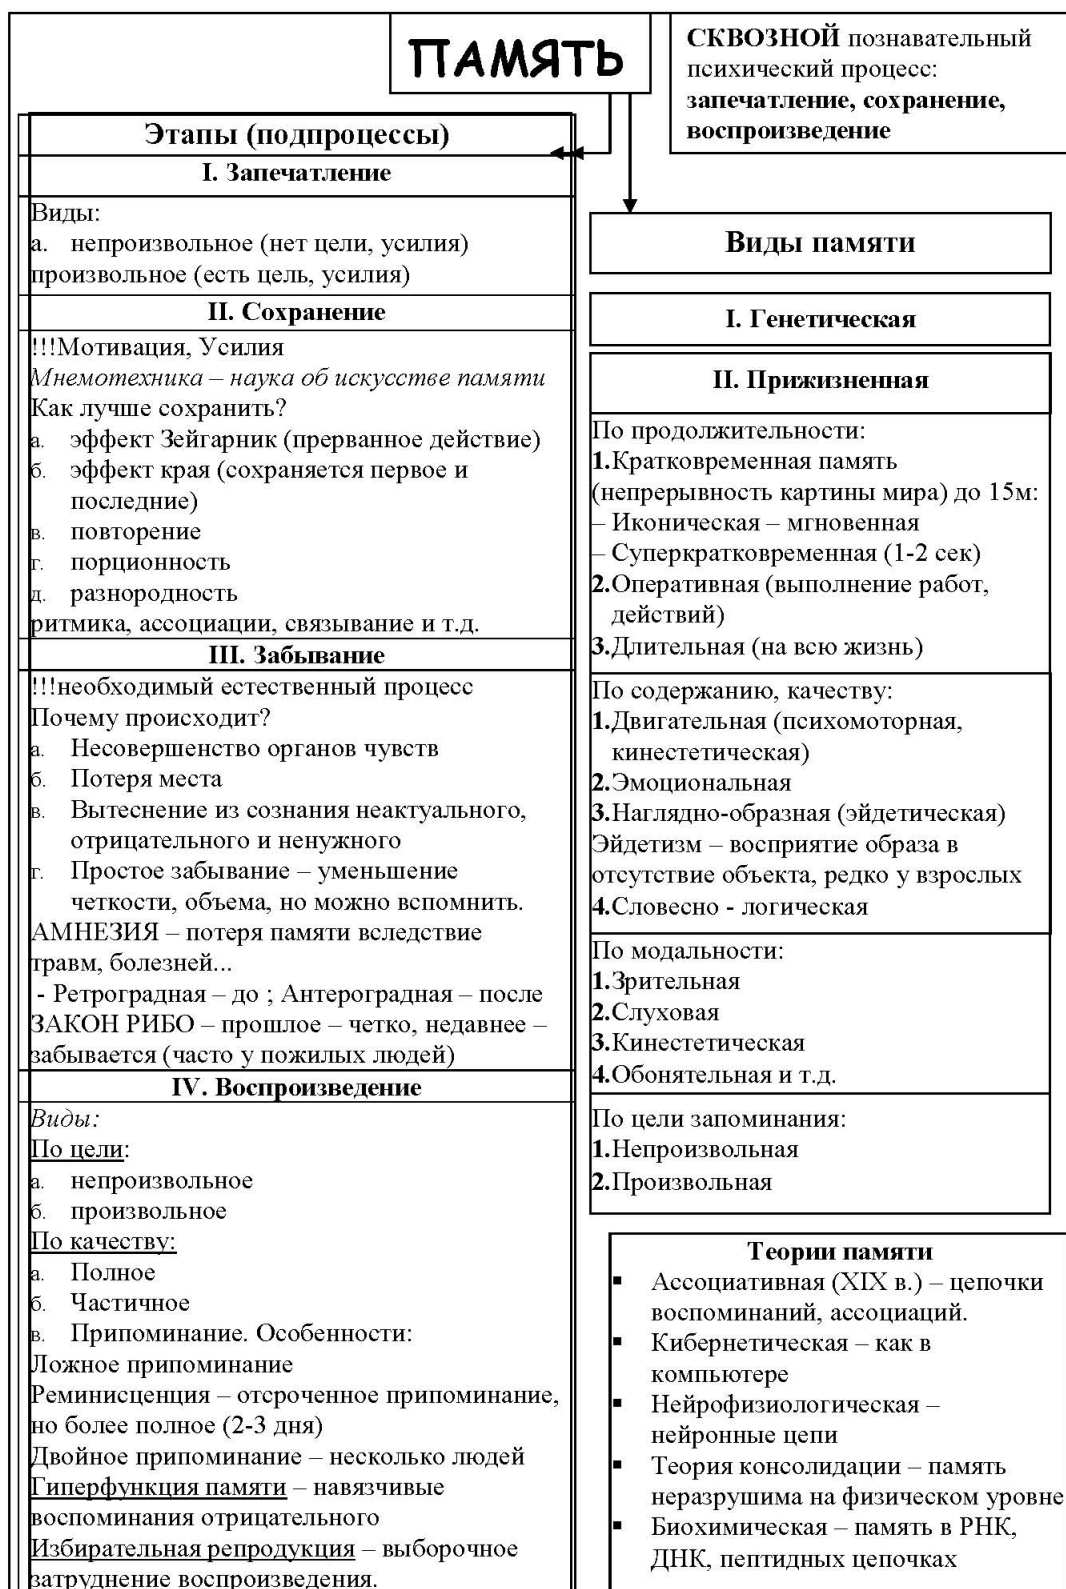 ПАМЯТЬ
СКВОЗНОЙ познавательный
психический процесс:
запечатление, сохранение,
воспроизведение
Этапы (подпроцессы)
I. Запечатление
Виды:
а. непроизвольное (нет цели, усилия)
произвольное (есть цель, усилия)
II. Сохранение
!!!Мотивация, Усилия
Мнемотехника – наука об искусстве памяти
Как лучше сохранить?
а. эффект Зейгарник (прерванное действие)
б. эффект края (сохраняется первое и
последние)
в. повторение
г. порционность
д. разнородность
ритмика, ассоциации, связывание и т.д.
III. Забывание
!!!необходимый естественный процесс
Почему происходит?
а. Несовершенство органов чувств
б. Потеря места
в. Вытеснение из сознания неактуального,
отрицательного и ненужного
г. Простое забывание – уменьшение
четкости, объема, но можно вспомнить.
АМНЕЗИЯ – потеря памяти вследствие
травм, болезней...
- Ретроградная – до ; Антероградная – после
ЗАКОН РИБО – прошлое – четко, недавнее –
забывается (часто у пожилых людей)
IV. Воспроизведение
Виды:
По цели:
а. непроизвольное
б. произвольное
По качеству:
а. Полное
б. Частичное
в. Припоминание. Особенности:
Ложное припоминание
Реминисценция – отсроченное припоминание,
но более полное (2-3 дня)
Двойное припоминание – несколько людей
Гиперфункция памяти – навязчивые
воспоминания отрицательного
Избирательная репродукция – выборочное
затруднение воспроизведения.
Виды памяти
I. Генетическая
II. Прижизненная
По продолжительности:
1.Кратковременная память
(непрерывность картины мира) до 15м:
– Иконическая – мгновенная
– Суперкратковременная (1-2 сек)
2.Оперативная (выполнение работ,
действий)
3.Длительная (на всю жизнь)
По содержанию, качеству:
1.Двигательная (психомоторная,
кинестетическая)
2.Эмоциональная
3.Наглядно-образная (эйдетическая)
Эйдетизм – восприятие образа в
отсутствие объекта, редко у взрослых
4.Словесно - логическая
По модальности:
1.Зрительная
2.Слуховая
3.Кинестетическая
4.Обонятельная и т.д.
По цели запоминания:
1.Непроизвольная
2.Произвольная
Теории памяти
▪ Ассоциативная (XIX в.) – цепочки
воспоминаний, ассоциаций.
▪ Кибернетическая – как в
компьютере
▪ Нейрофизиологическая –
нейронные цепи
▪ Теория консолидации – память
неразрушима на физическом уровне
▪ Биохимическая – память в РНК,
ДНК, пептидных цепочках